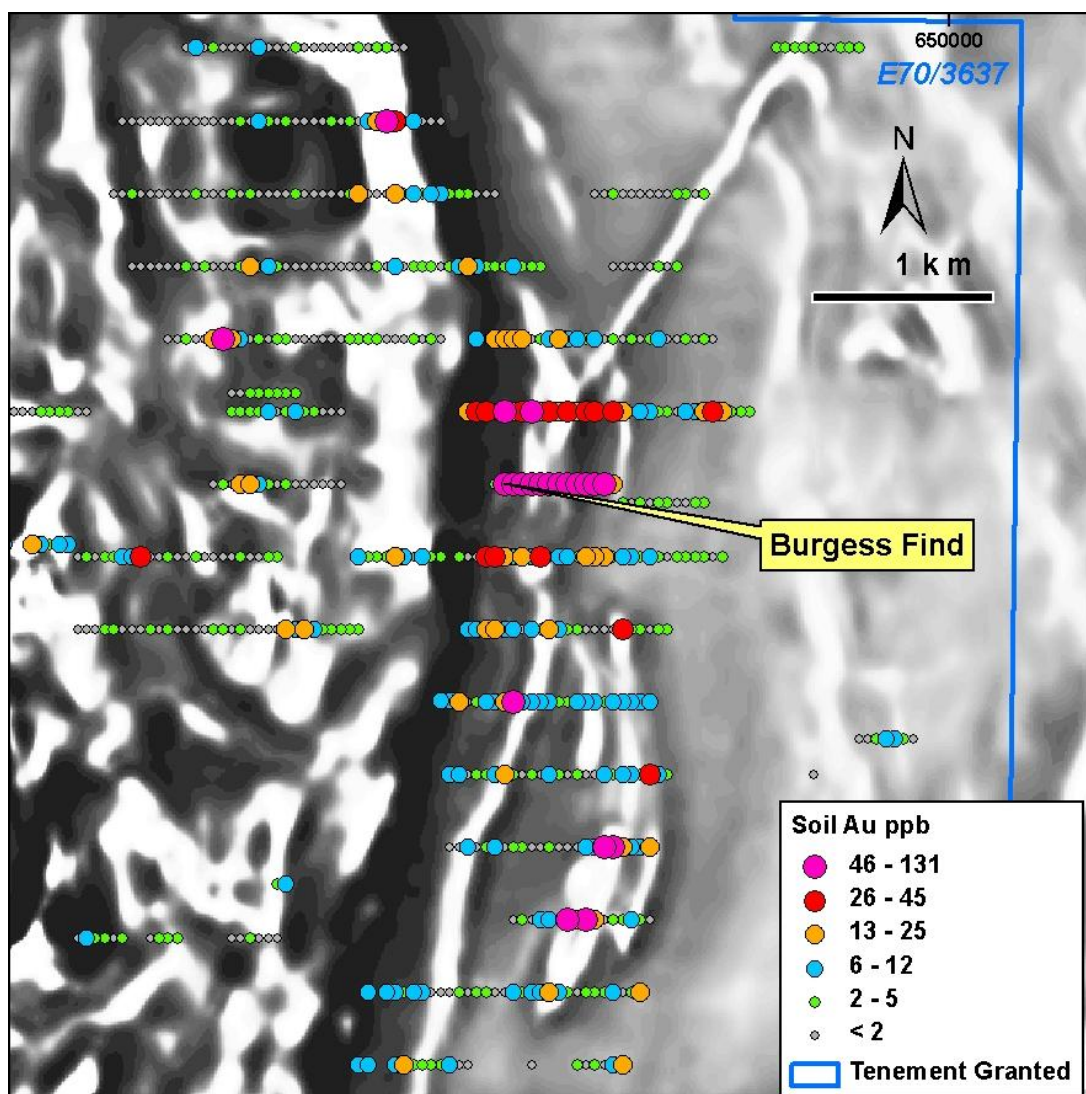 650000
E70/3637
N
1 km
Burgess Find
Soil Au ppb
46 - 131
26 - 45
13 - 25
6 - 12
2 - 5
< 2
Tenement Granted